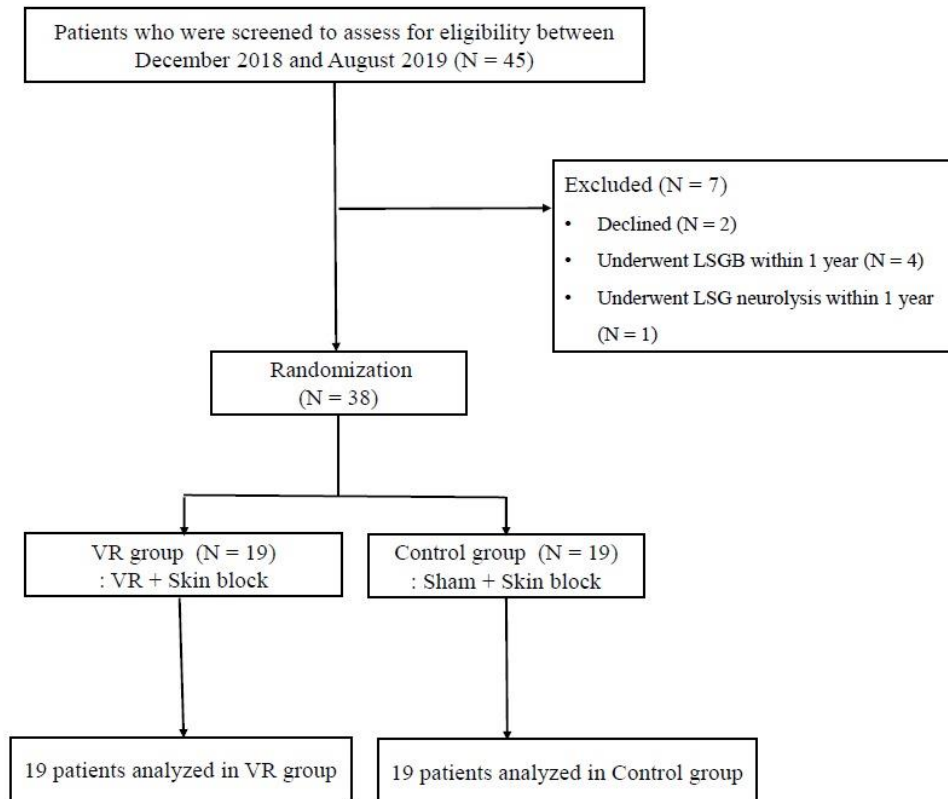 Patients who were screened to assess for eligibility between
December 2018 and August 2019 (N = 45)
Excluded (N = 7)
• Declined (N = 2)
• Underwent LSGB within 1 year (N = 4)
• Underwent LSG neurolysis within 1 year
(N = 1)
Randomization
(N = 38)
VR group (N = 19)
: VR + Skin block
Control group (N = 19)
: Sham + Skin block
19 patients analyzed in VR group
19 patients analyzed in Control group